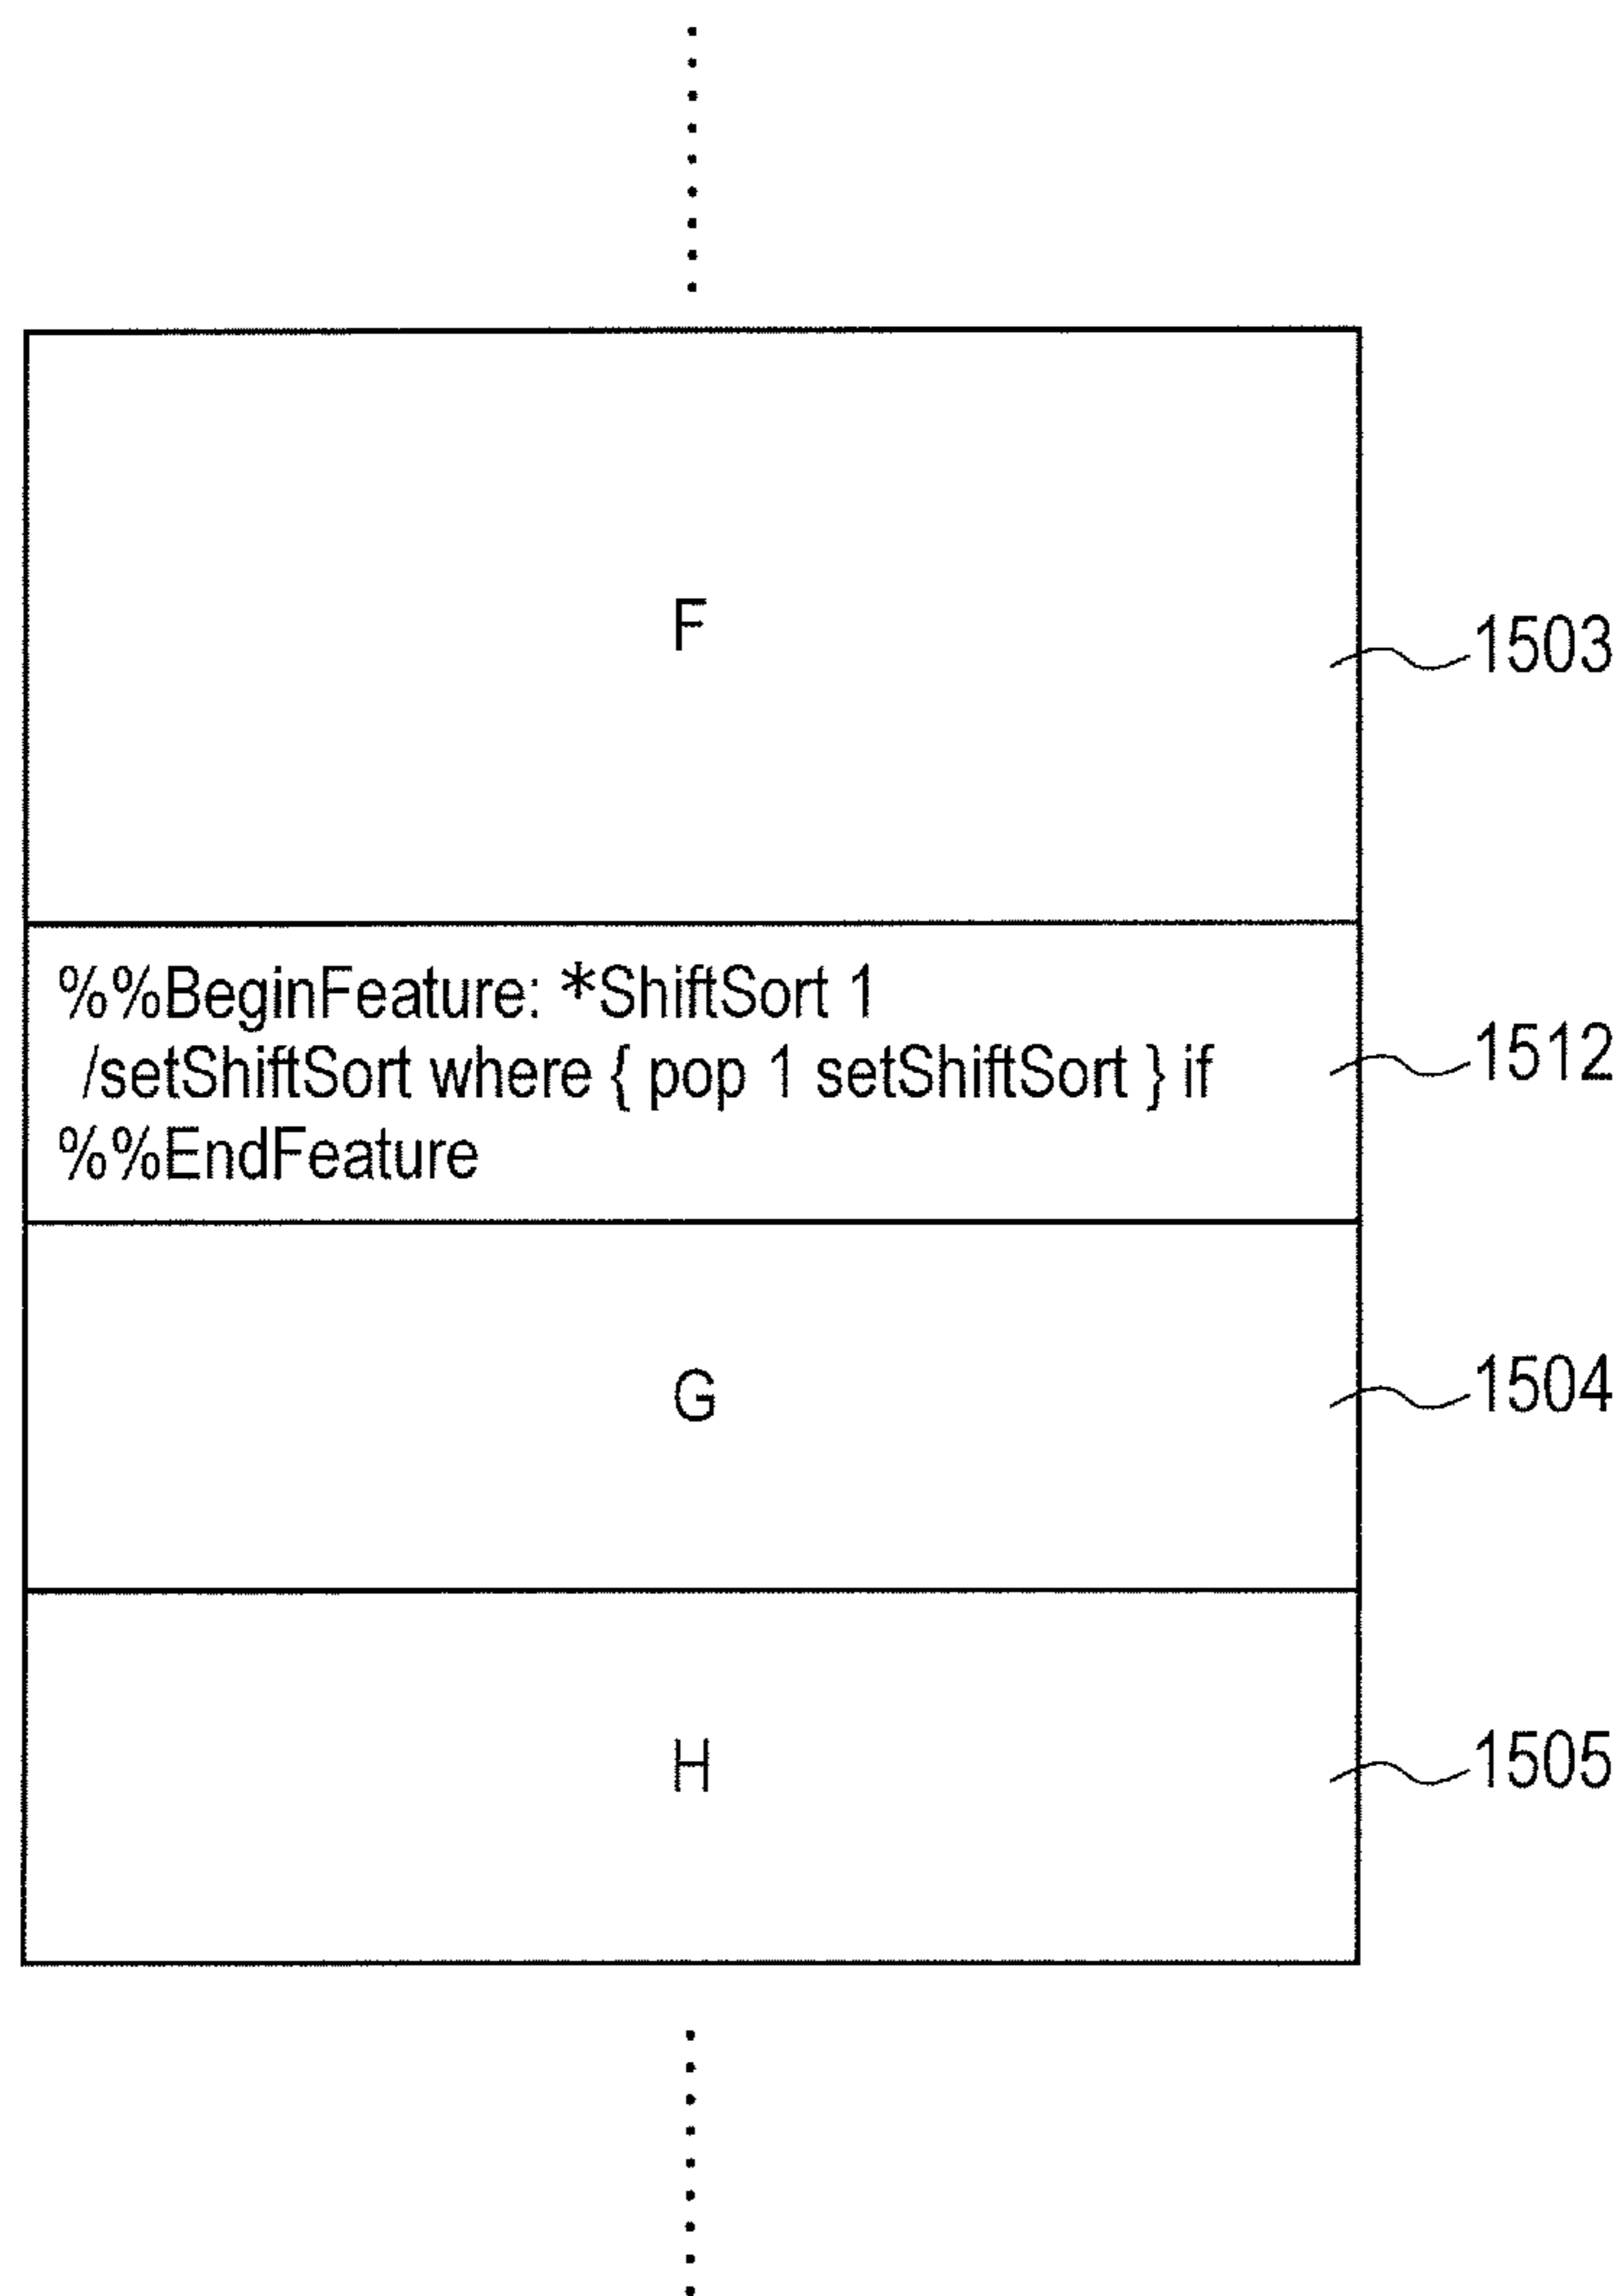 F
1503
%%BeginFeature: *ShiftSort 1
/setShiftSort where { pop 1 setShiftSort } if
%%EndFeature
1512
G
1504
H
1505